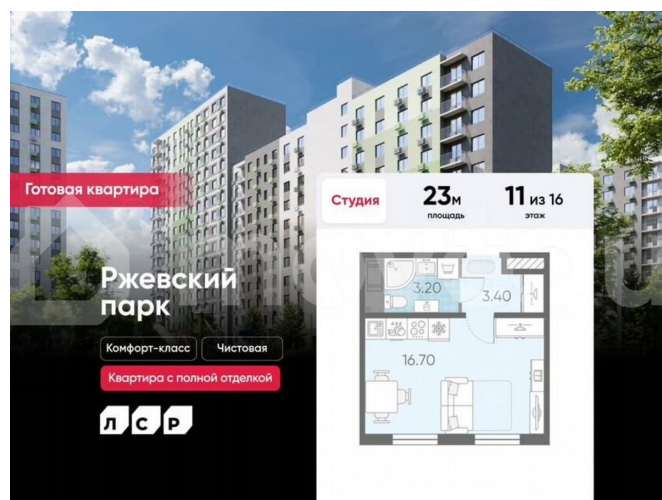 Готовая квартира
Студия
23м
площадь
11 из 16
этаж
Ржевский
парк
3.20
3.40
Комфорт-класс
Чистовая
16.70
Квартира с полной отделкой
ЛСР